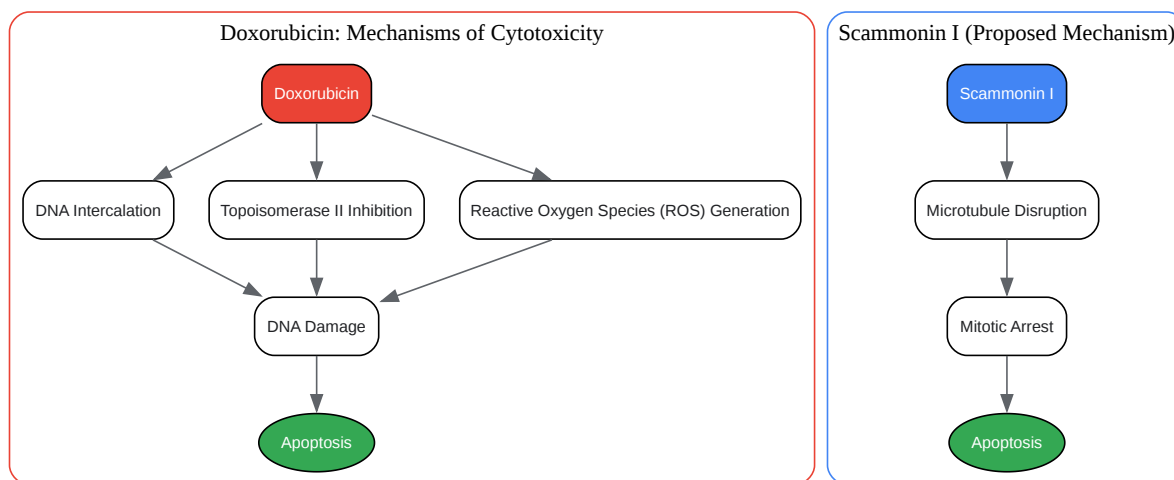 Doxorubicin: Mechanisms of Cytotoxicity
Doxorubicin
DNA Intercalation
Topoisomerase II Inhibition
Reactive Oxygen Species (ROS) Generation
DNA Damage
Apoptosis
Scammonin I (Proposed Mechanism)
Scammonin I
Microtubule Disruption
Mitotic Arrest
Apoptosis